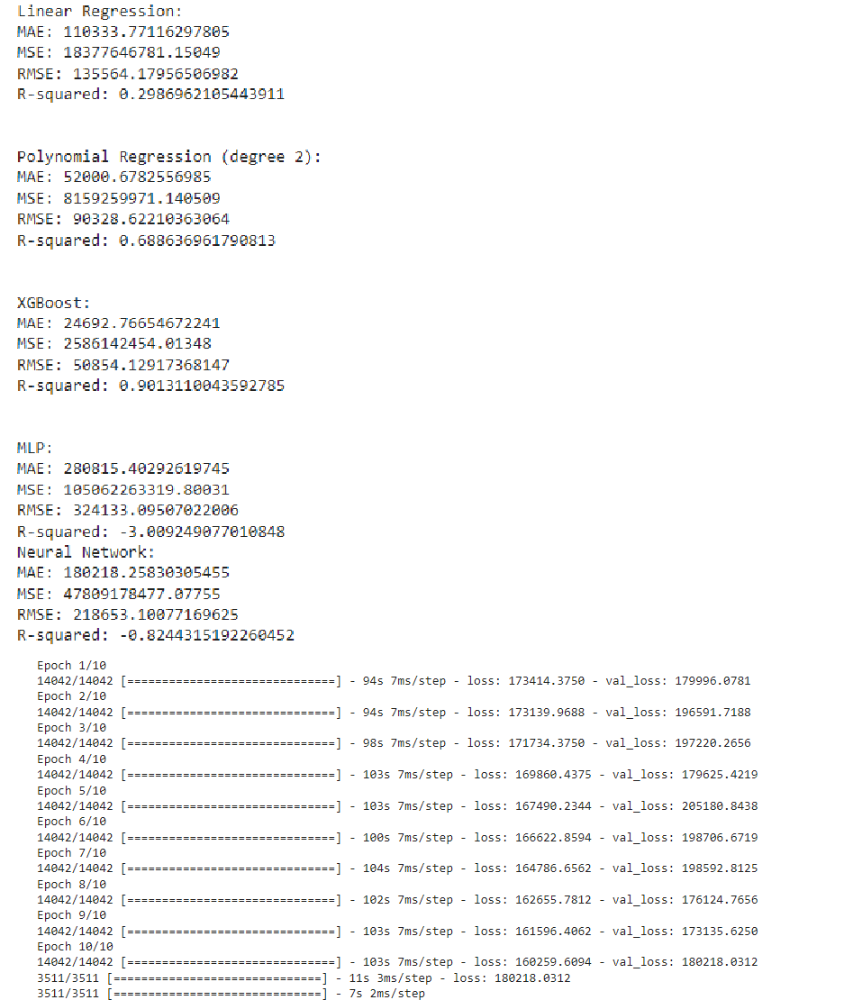 Linear Regression:
MAE: 110333.77116297805
MSE: 18377646781.15049
RMSE: 135564.17956506982
R-squared: 0.2986962105443911
Polynomial Regression (degree 2):
MAE: 52000.6782556985
MSE: 8159259971.140509
RMSE: 90328.62210363064
R-squared: 0.688636961790813
XGBoost:
MAE: 24692.76654672241
MSE: 2586142454.01348
RMSE: 50854.12917368147
R-squared: 0.9013110043592785
MLP:
MAE: 280815.40292619745
MSE: 105062263319.80031
RMSE: 324133.09507022006
R-squared: -3.009249077010848
Neural Network:
MAE: 180218.25830305455
MSE: 47809178477.07755
RMSE: 218653.10077169625
R-squared: -0.8244315192260452
Epoch 1/10
14042/14042 [==============================] - 94s 7ms/step - loss: 173414.3750 - val_loss: 179996.0781
Epoch 2/10
14042/14042 [==============================] - 94s 7ms/step - loss: 173139.9688 - val_loss: 196591.7188
Epoch 3/10
14042/14042 [==============================] - 98s 7ms/step - loss: 171734.3750 - val_loss: 197220.2656
Epoch 4/10
14042/14042 [==============================] - 103s 7ms/step - loss: 169860.4375 - val_loss: 179625.4219
Epoch 5/10
14042/14042 [==============================] - 103s 7ms/step - loss: 167490.2344 - val_loss: 205180.8438
Epoch 6/10
14042/14042 [==============================] - 100s 7ms/step - loss: 166622.8594 - val_loss: 198706.6719
Epoch 7/10
14042/14042 [==============================] - 104s 7ms/step - loss: 164786.6562 - val_loss: 198592.8125
Epoch 8/10
14042/14042 [==============================] - 102s 7ms/step - loss: 162655.7812 - val_loss: 176124.7656
Epoch 9/10
14042/14042 [==============================] - 103s 7ms/step - loss: 161596.4062 - val_loss: 173135.6250
Epoch 10/10
14042/14042 [==============================] - 103s 7ms/step - loss: 160259.6094 - val_loss: 180218.0312
3511/3511 [==============================] - 11s 3ms/step - loss: 180218.0312
3511/3511 [==============================] - 7s 2ms/step